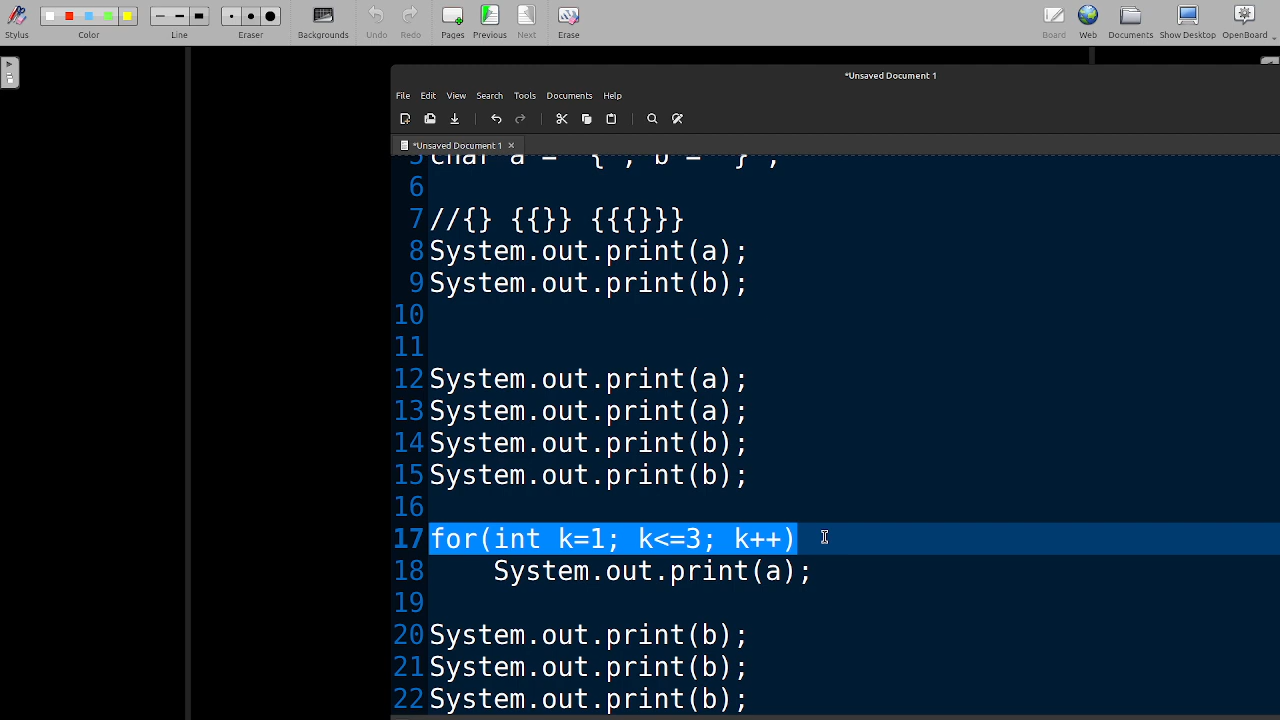 Stylus Color Line Eraser Backgrounds Undo Redo Pages Previous Next Erase Board Web Documents Show Desktop OpenBoard
*Unsaved Document 1
File Edit View Search Tools Documents Help
*Unsaved Document 1
5 char a = '{', b = '}';
6
7 //{} {{}} {{{}}}
8 System.out.print(a);
9 System.out.print(b);
10
11
12 System.out.print(a);
13 System.out.print(a);
14 System.out.print(b);
15 System.out.print(b);
16
17 for(int k=1; k<=3; k++)
18 System.out.print(a);
19
20 System.out.print(b);
21 System.out.print(b);
22 System.out.print(b);